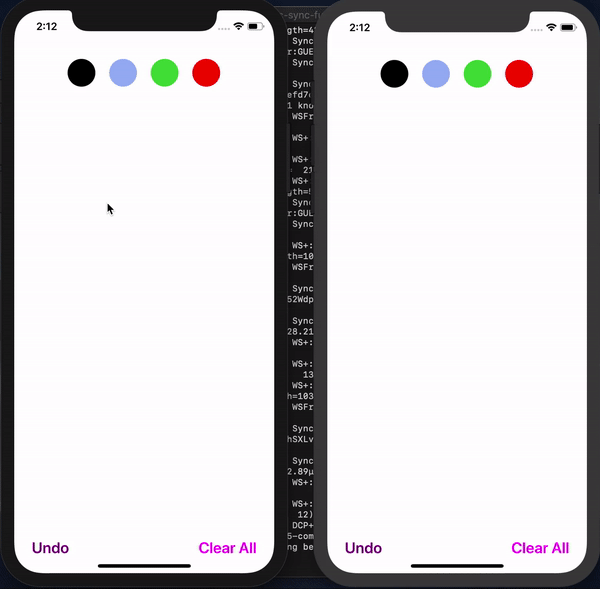 2:12
Undo
Clear All
-sync-fu
gth=4
Sync
r:GUE
Sync
Sync
efd7
1 kno
WSFr
WS+
WS+
21
WS+
gth=
Sync
r:GUE
Sync
WS+:
th=10
WSFr
Sync
52Wdp
Sync
28.21
WS+:
WS+:
13
WS+:
h=103
WSFr
Sync
hSXLv
Sync
2.89µ
WS+:
WS+:
12)
DCP+
5-com
ng be
2:12
Undo
Clear All